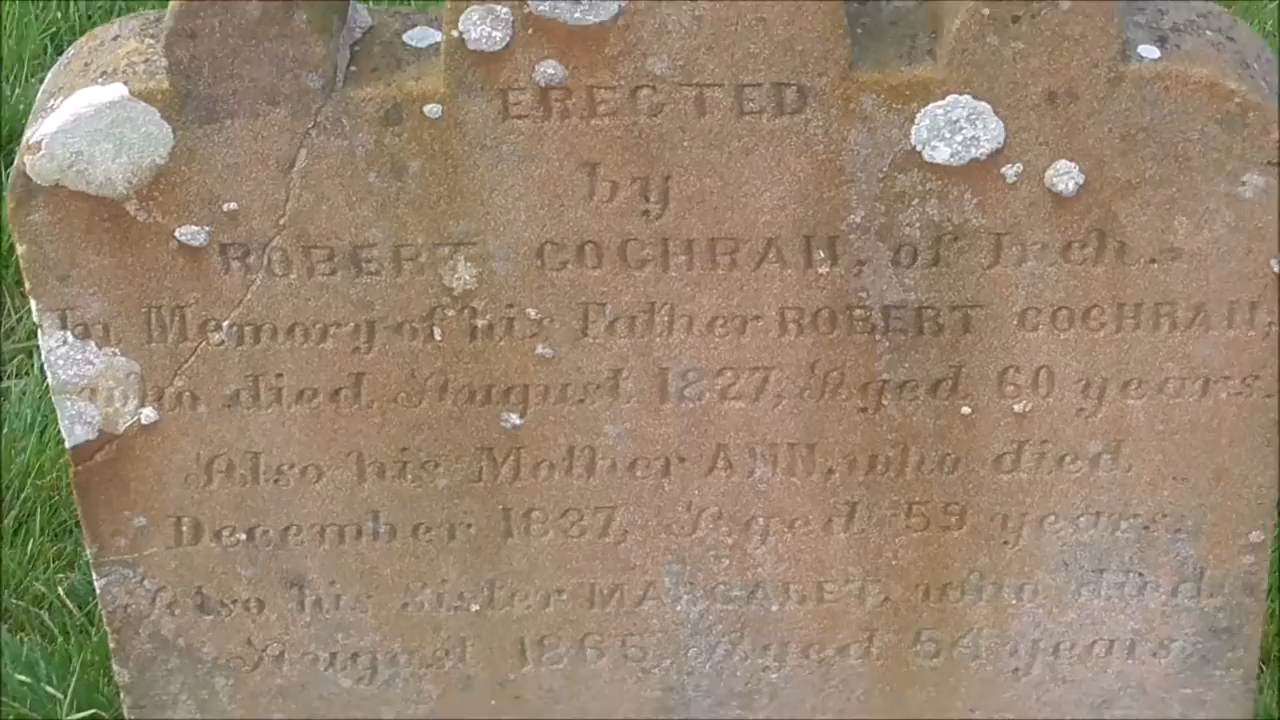 ERECTED
by
ROBERT COCHRAN, of Inch.
In Memory of his Father ROBERT COCHRAN,
who died August 1827, Aged 60 years.
Also his Mother ANN, who died
December 1837, Aged 59 years.
Also his Sister MARGARET, who died
August 1865, Aged 54 years